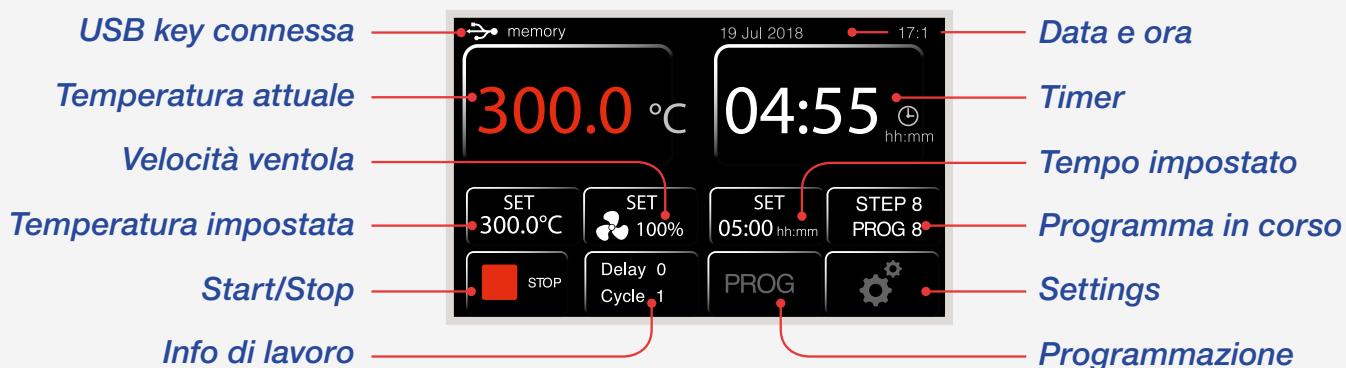 USB key connessa
memory
19 Jul 2018 17:1
Data e ora
Temperatura attuale
300.0 °C
04:55
hh:mm
Timer
Velocità ventola
Tempo impostato
Temperatura impostata
SET
300.0°C
SET
100%
SET
05:00 hh:mm
STEP 8
PROG 8
Programma in corso
Start/Stop
STOP
Delay 0
Cycle 1
PROG
Settings
Info di lavoro
Programmazione